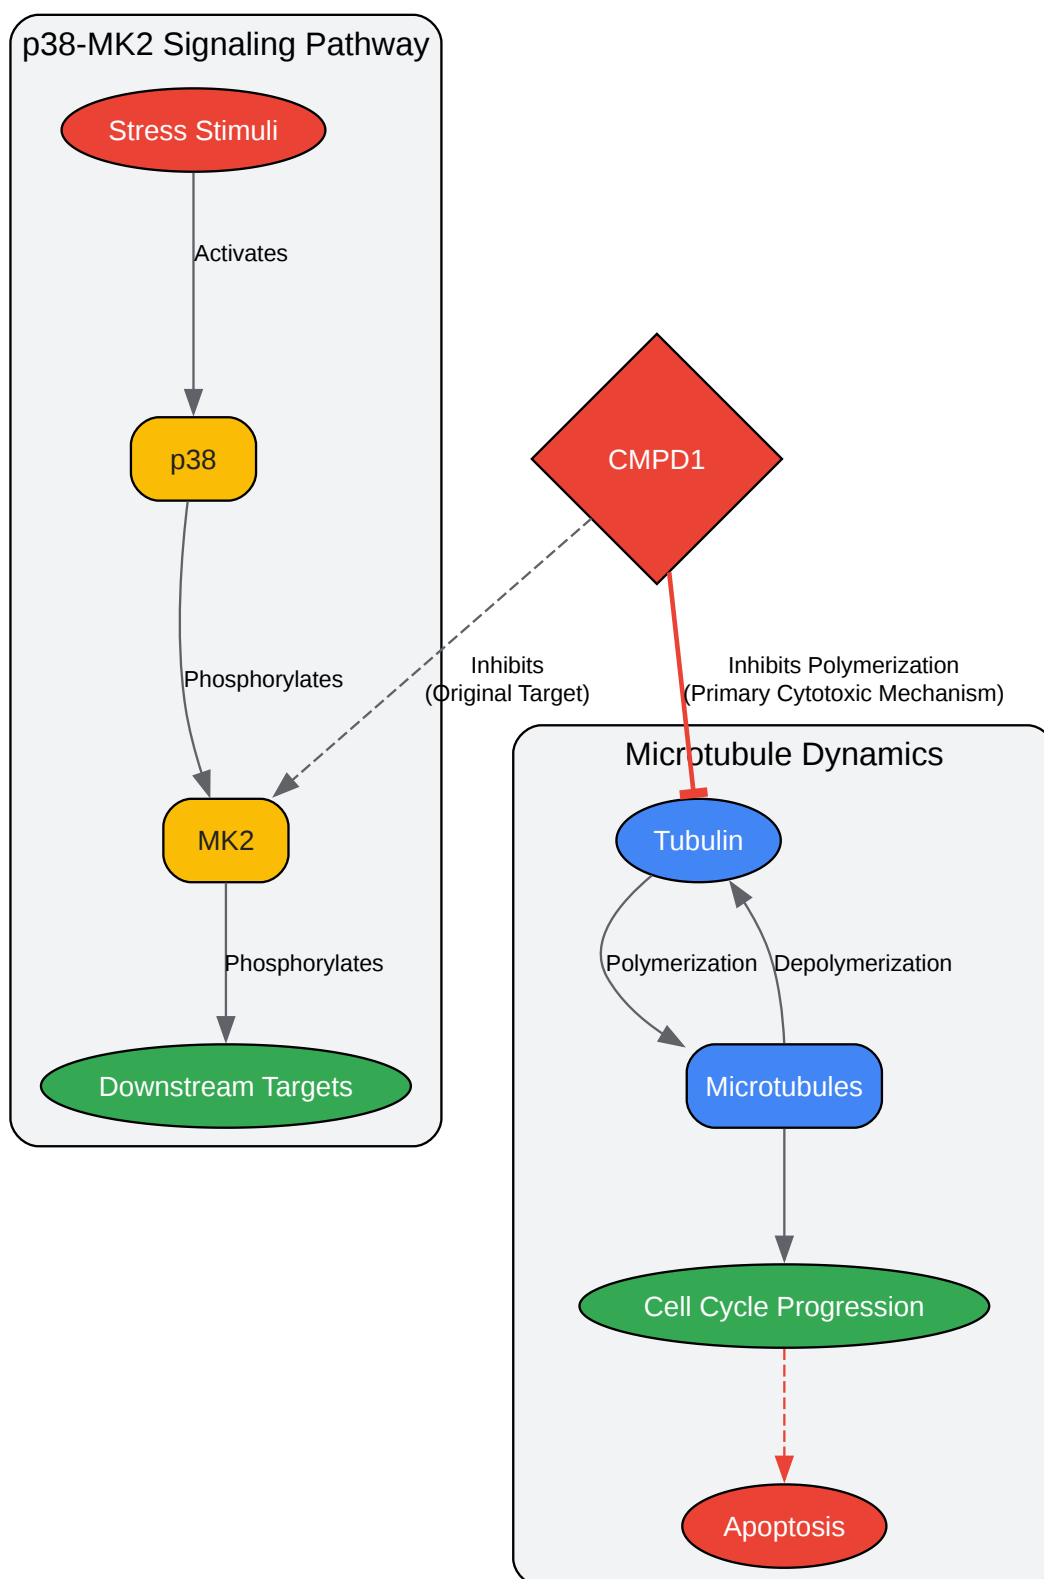 p38-MK2 Signaling Pathway
Stress Stimuli
Activates
p38
CMPD1
Phosphorylates
Inhibits
(Original Target)
Inhibits Polymerization
(Primary Cytotoxic Mechanism)
Microtubule Dynamics
MK2
Tubulin
Phosphorylates
Polymerization
Depolymerization
Downstream Targets
Microtubules
Cell Cycle Progression
Apoptosis